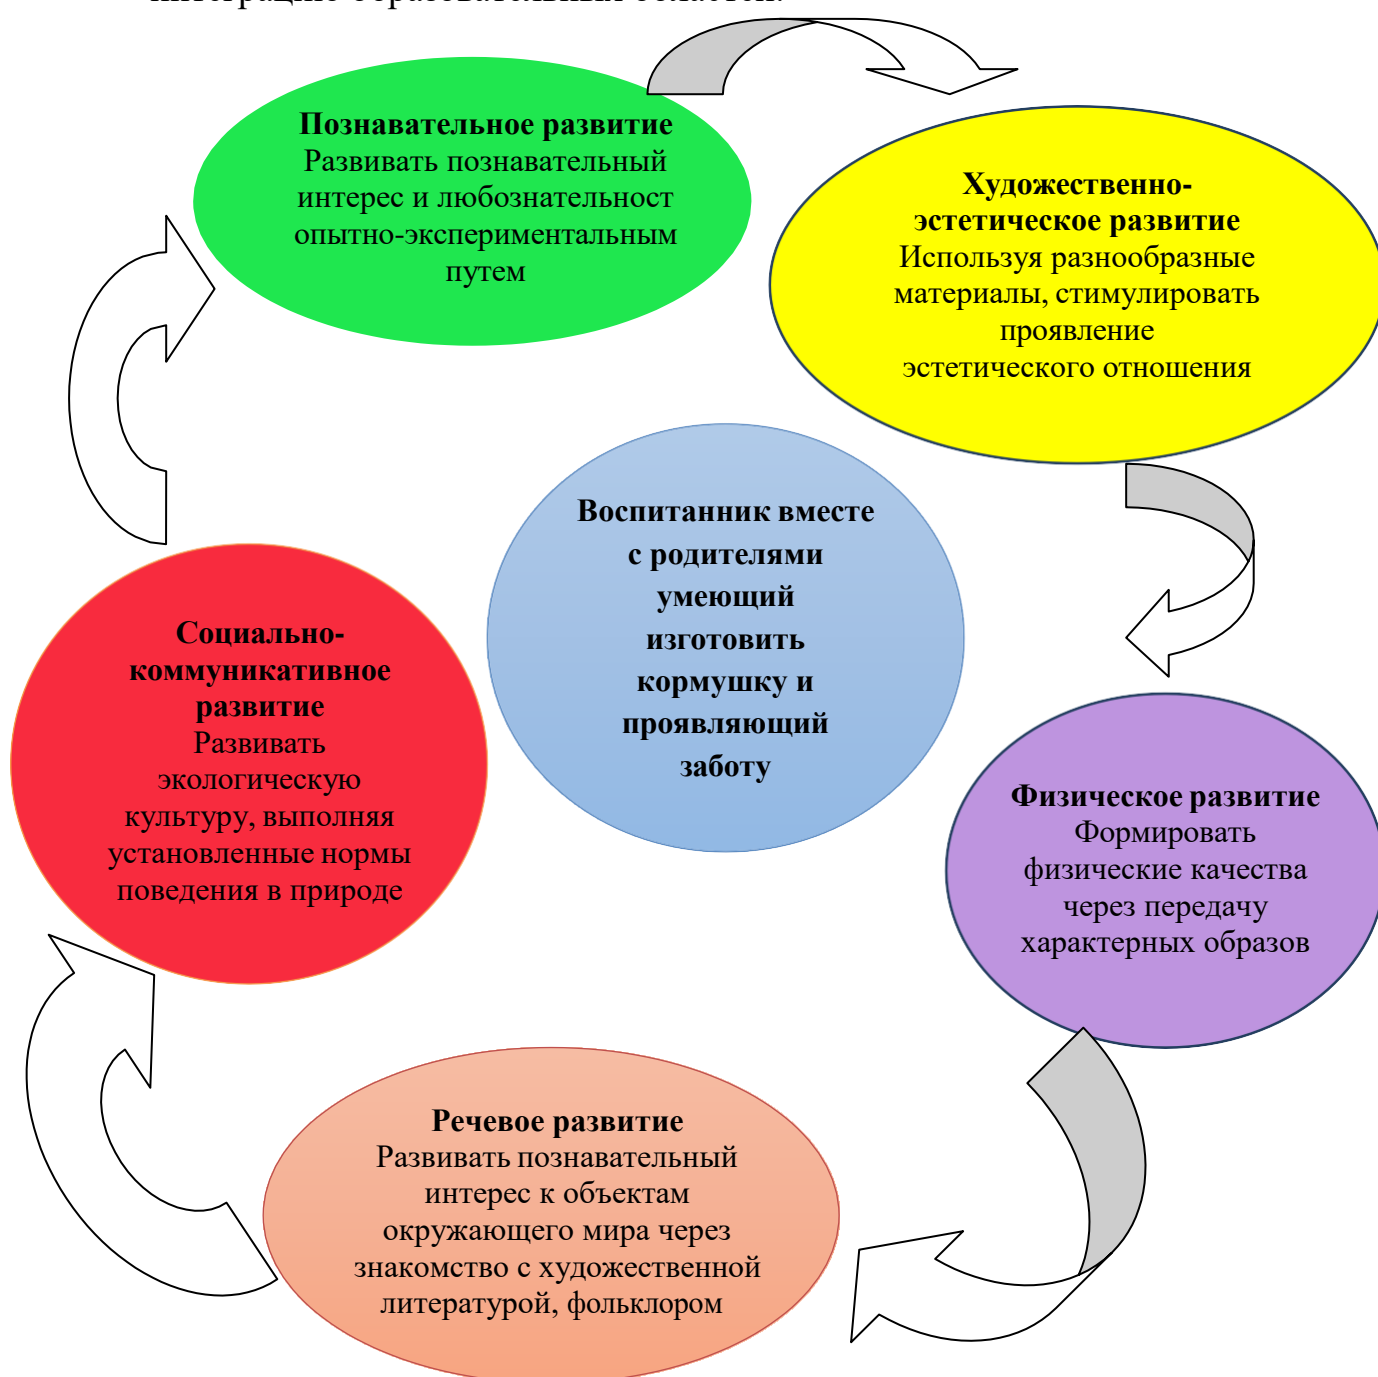 интеграцию образовательных областей.
Познавательное развитие
Развивать познавательный
интерес и любознательност
опытно-экспериментальным
путем
Художественно-
эстетическое развитие
Используя разнообразные
материалы, стимулировать
проявление
эстетического отношения
Воспитанник вместе
с родителями
умеющий
изготовить
кормушку и
проявляющий
заботу
Социально-
коммуникативное
развитие
Развивать
экологическую
культуру, выполняя
установленные нормы
поведения в природе
Физическое развитие
Формировать
физические качества
через передачу
характерных образов
Речевое развитие
Развивать познавательный
интерес к объектам
окружающего мира через
знакомство с художественной
литературой, фольклором